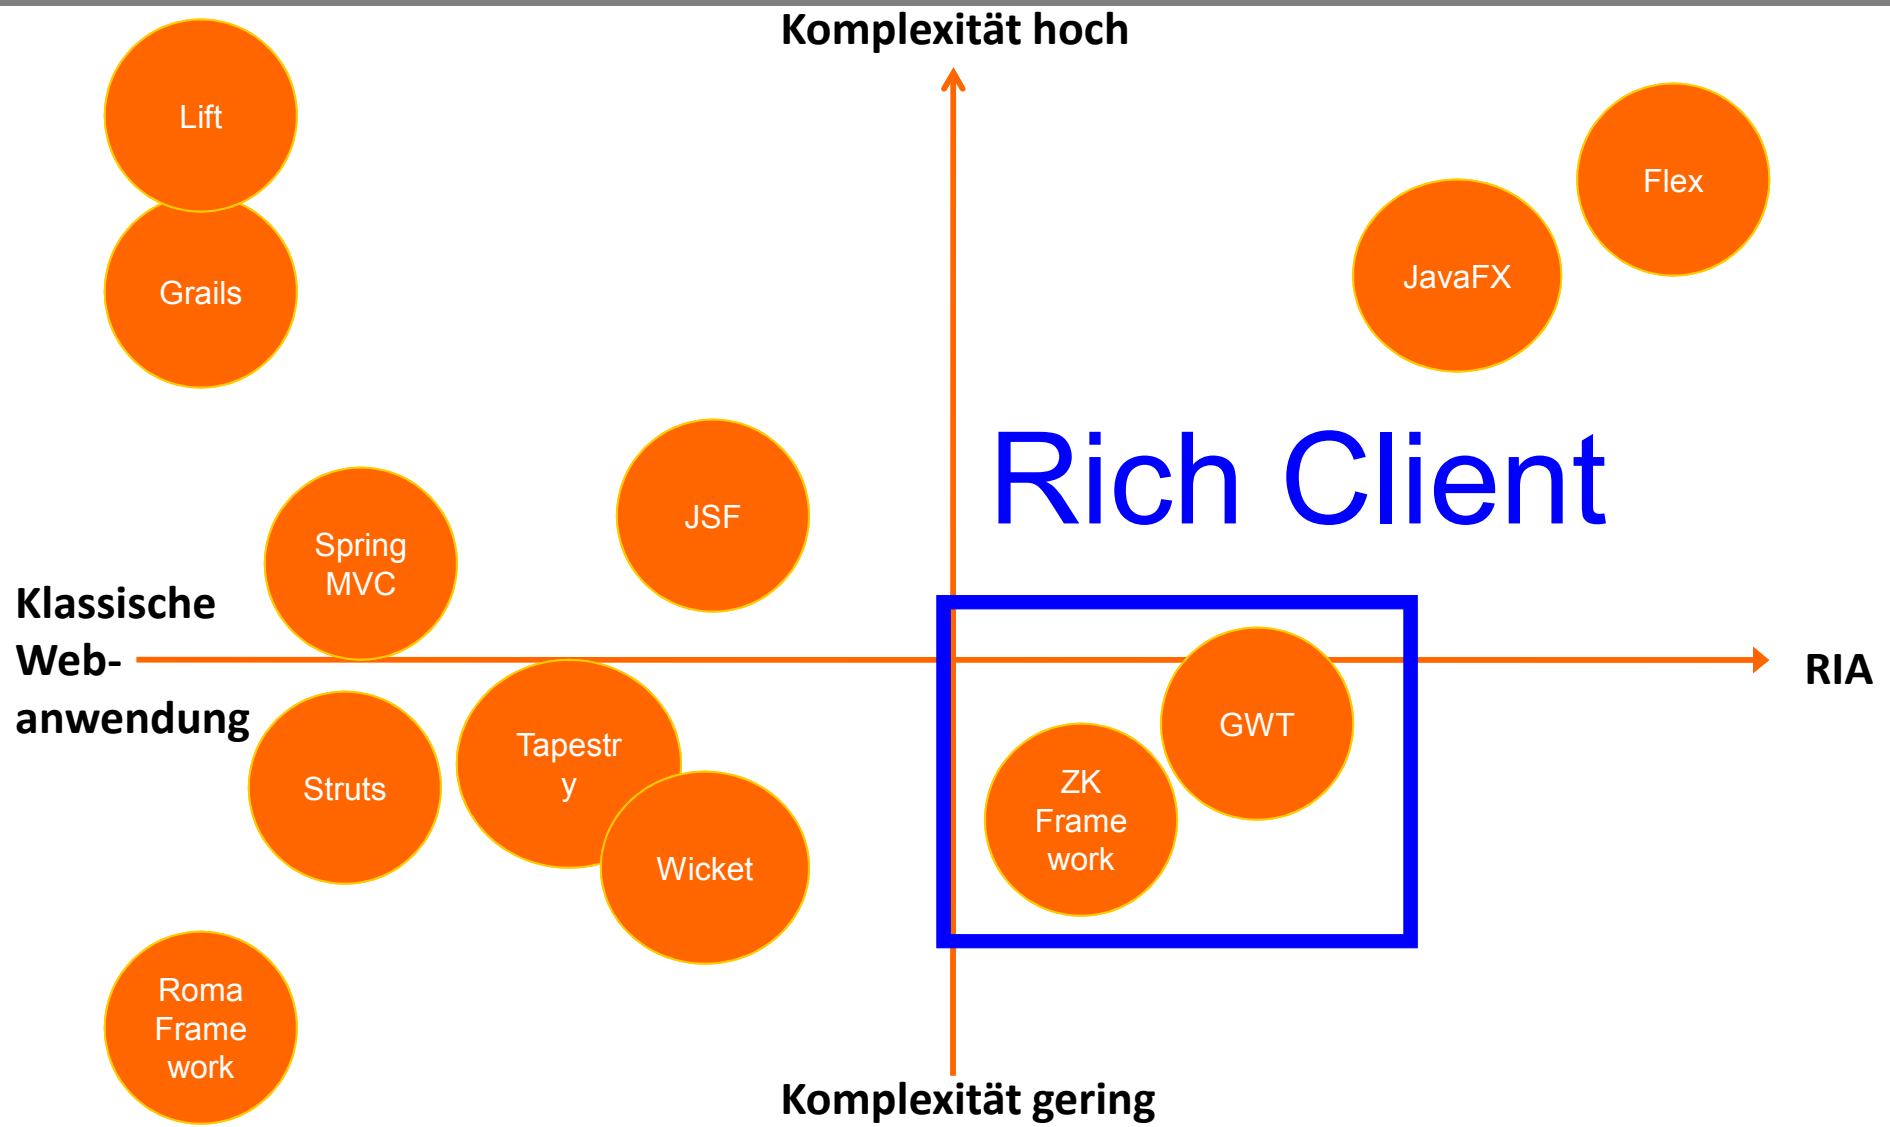 Komplexität hoch
Lift
Flex
JavaFX
Grails
Rich Client
JSF
Spring
MVC
Klassische
Web-
anwendung
RIA
GWT
Tapestr
y
Struts
ZK
Frame
work
Wicket
Roma
Frame
work
Komplexität gering